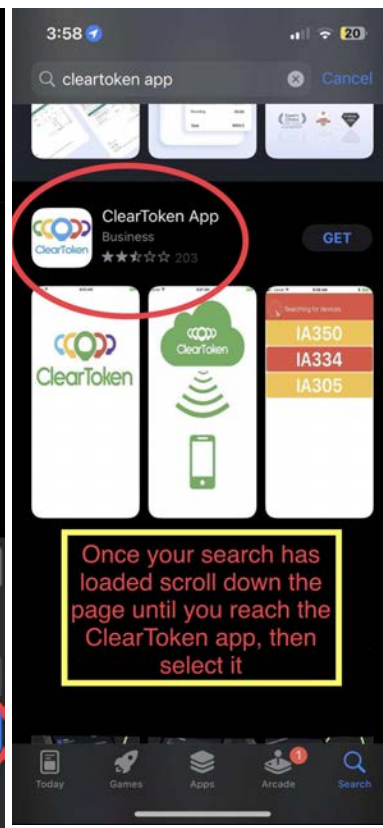 3:58
20
cleartoken app
Cancel
ClearToken App
Business
203
GET
ClearToken
ClearToken
ClearToken
Searching for devices
IA350
IA334
IA305
Once your search has
loaded scroll down the
page until you reach the
ClearToken app, then
select it
1
Today
Games
Apps
Arcade
Search